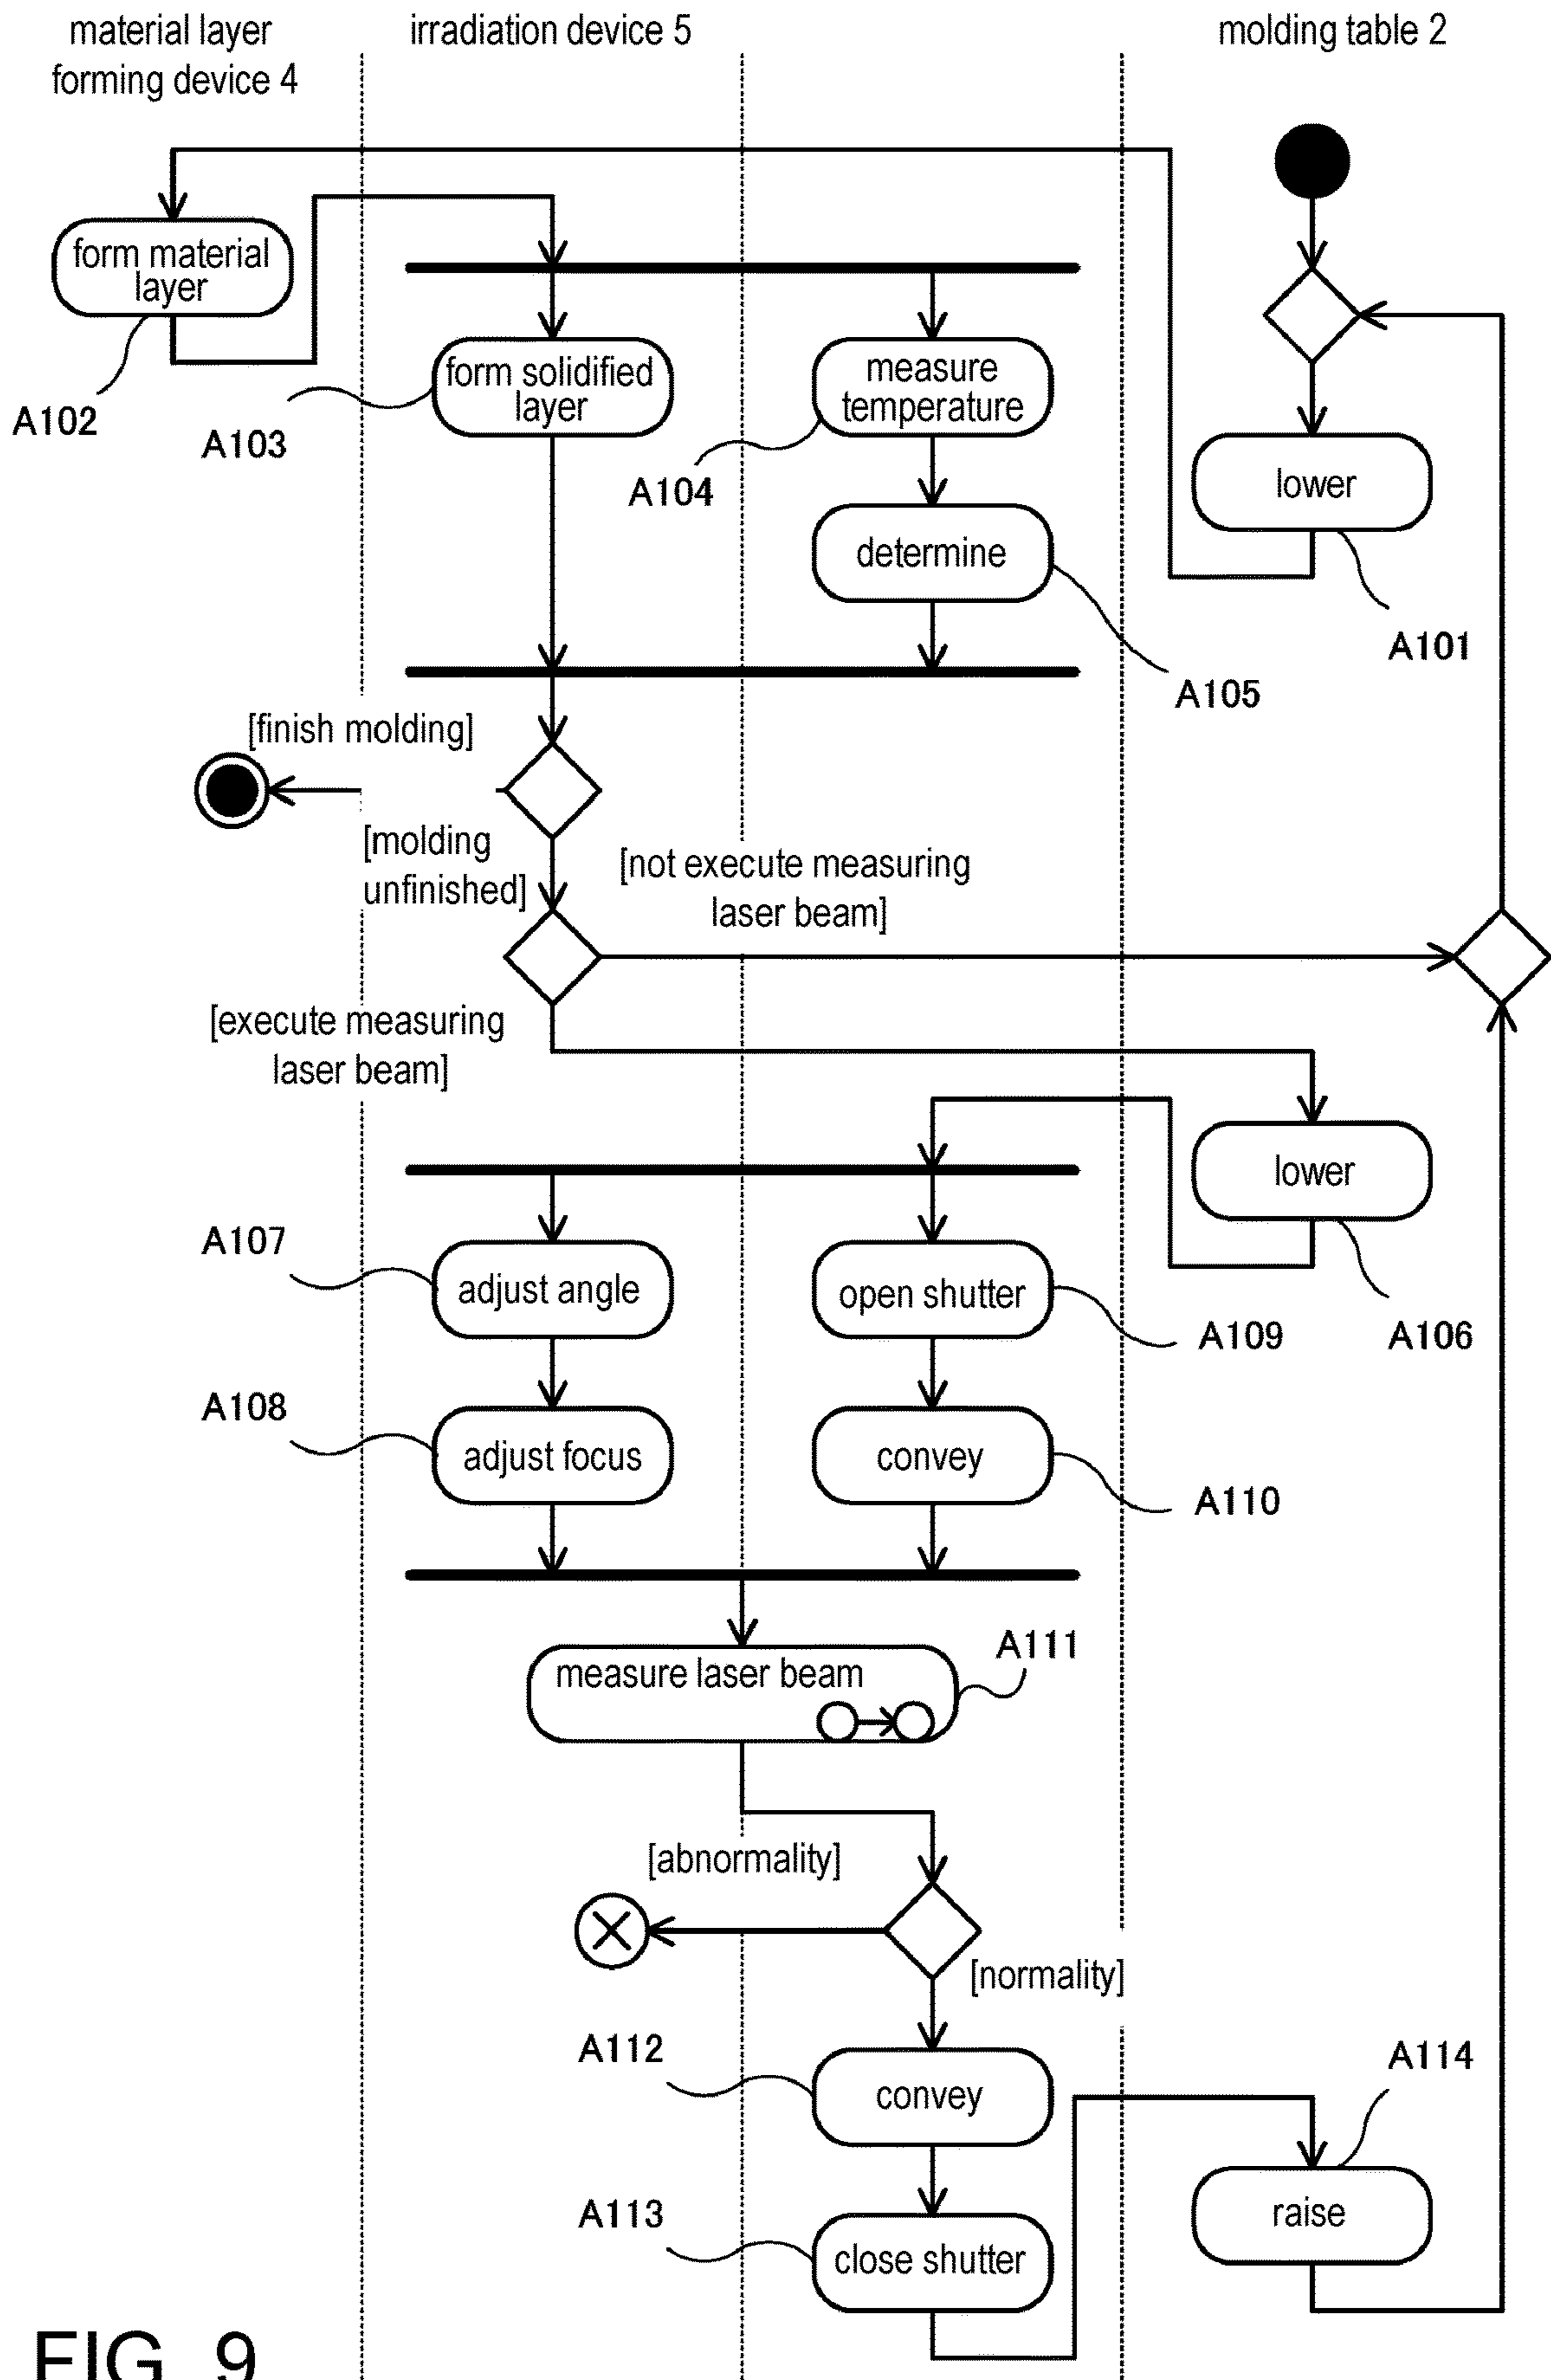 material layer
forming device 4
irradiation device 5
molding table 2
form material
layer
A102
form solidified
layer
A103
measure
temperature
A104
lower
A101
determine
A105
[finish molding]
[molding
unfinished]
[not execute measuring
laser beam]
[execute measuring
laser beam]
lower
A106
A107
adjust angle
open shutter
A109
A108
adjust focus
convey
A110
measure laser beam
A111
[abnormality]
[normality]
A112
convey
A114
raise
A113
close shutter
FIG. 9